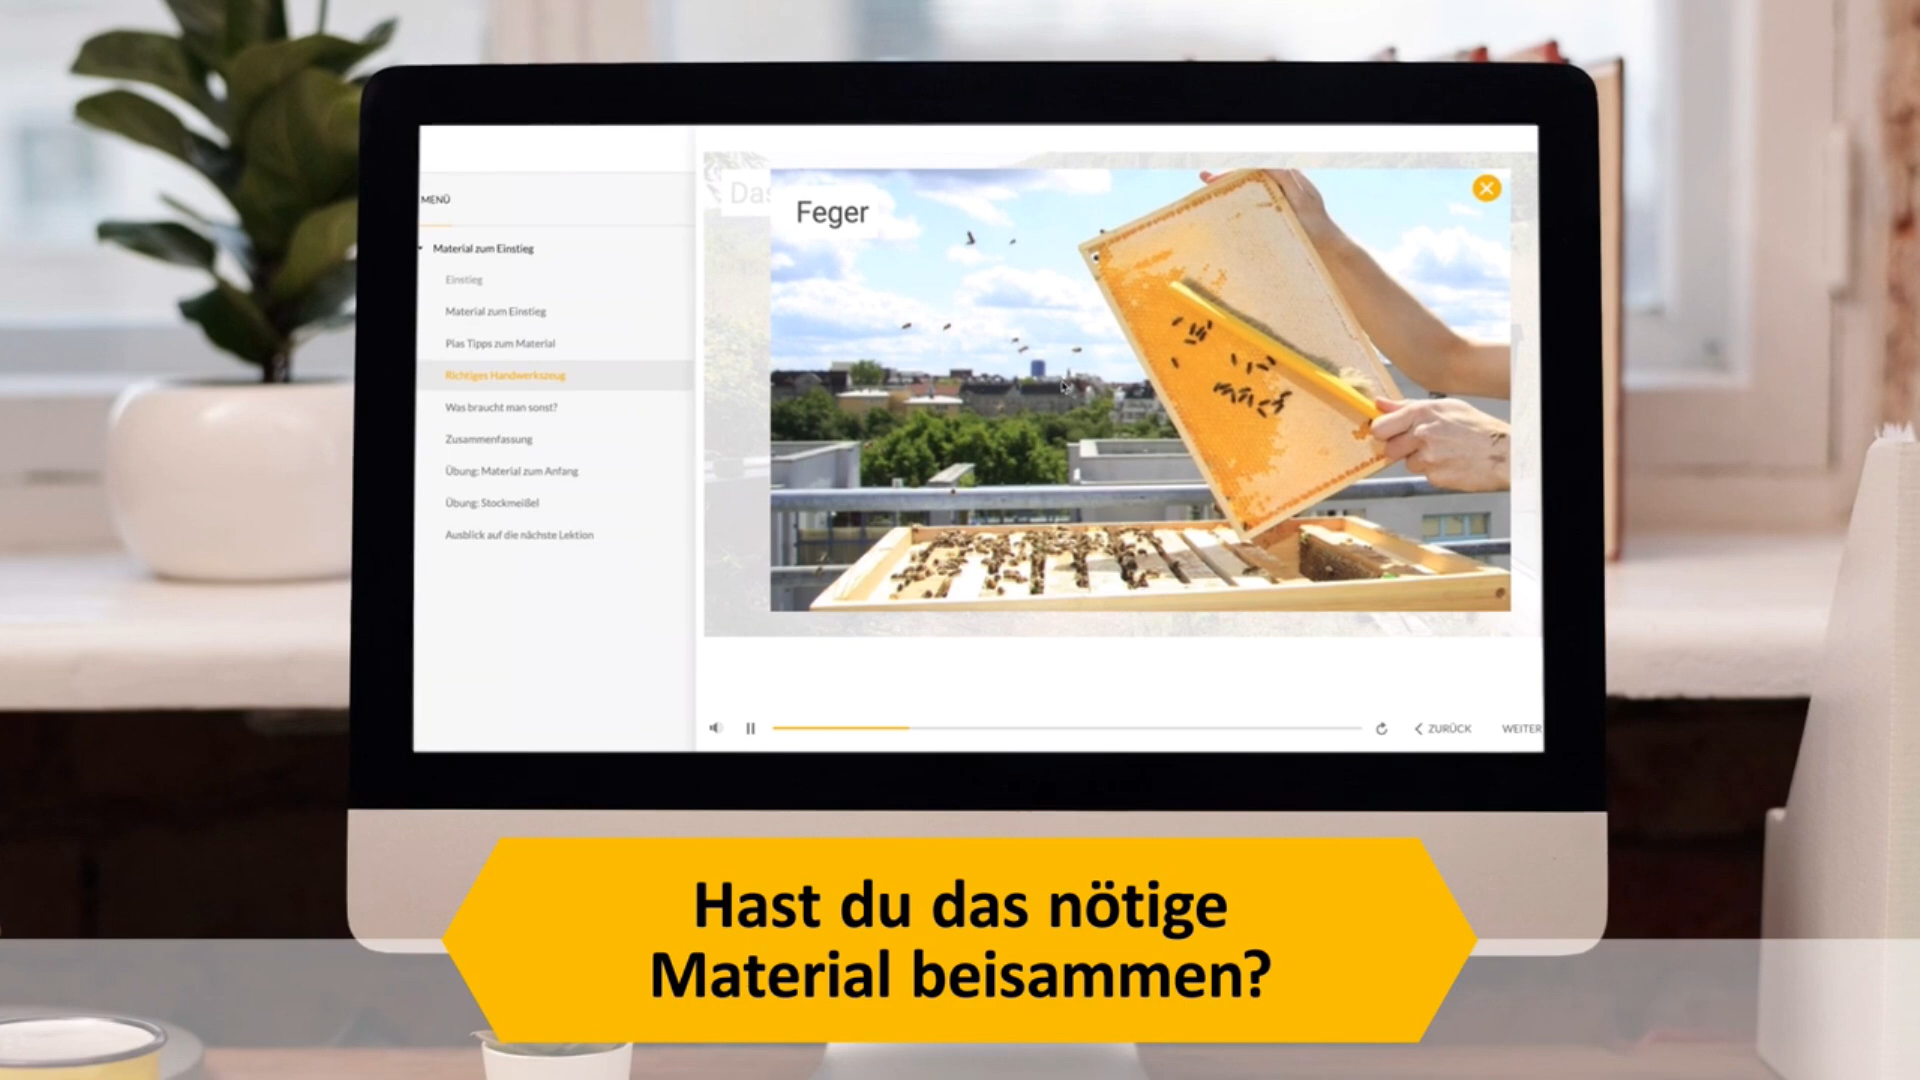 MENÜ
Material zum Einstieg
Einstieg
Material zum Einstieg
Pias Tipps zum Material
Richtiges Handwerkszeug
Was braucht man sonst?
Zusammenfassung
Übung: Material zum Anfang
Übung: Stockmeißel
Ausblick auf die nächste Lektion
Das
Feger
ZURÜCK
WEITER
Hast du das nötige
Material beisammen?